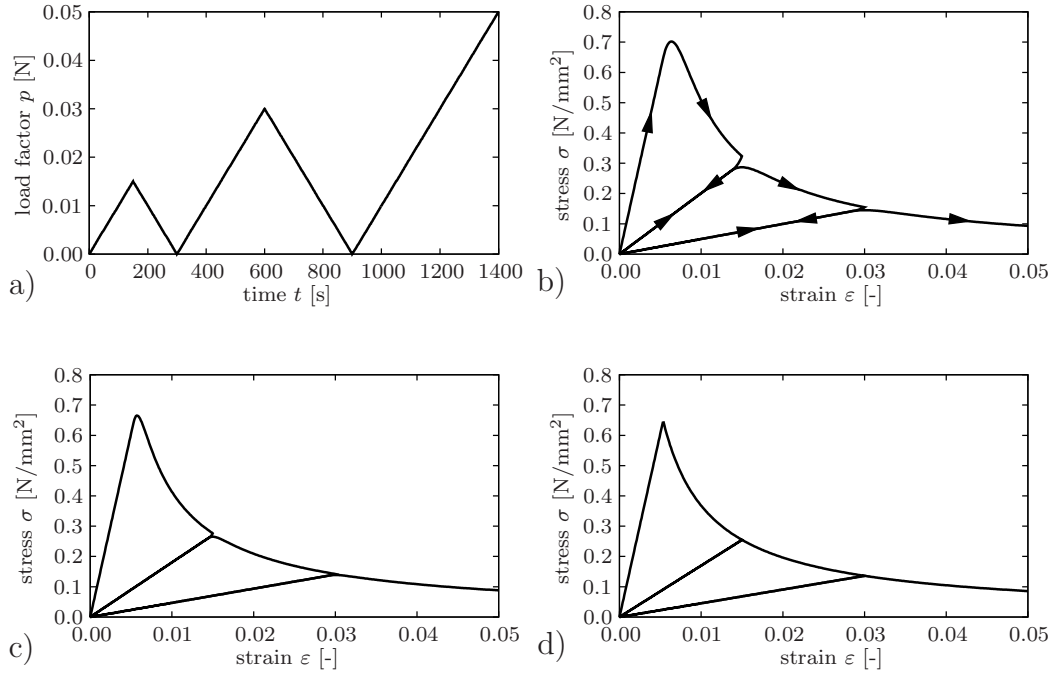 0.05
0.04
0.03
0.02
0.01
0.00
load factor p [N]
0 200 400 600 800 1000 1200 1400
time t [s]
a)
0.8
0.7
0.6
0.5
0.4
0.3
0.2
0.1
0.0
stress σ [N/mm²]
0.00 0.01 0.02 0.03 0.04 0.05
strain ε [-]
b)
0.8
0.7
0.6
0.5
0.4
0.3
0.2
0.1
0.0
stress σ [N/mm²]
0.00 0.01 0.02 0.03 0.04 0.05
strain ε [-]
c)
0.8
0.7
0.6
0.5
0.4
0.3
0.2
0.1
0.0
stress σ [N/mm²]
0.00 0.01 0.02 0.03 0.04 0.05
strain ε [-]
d)